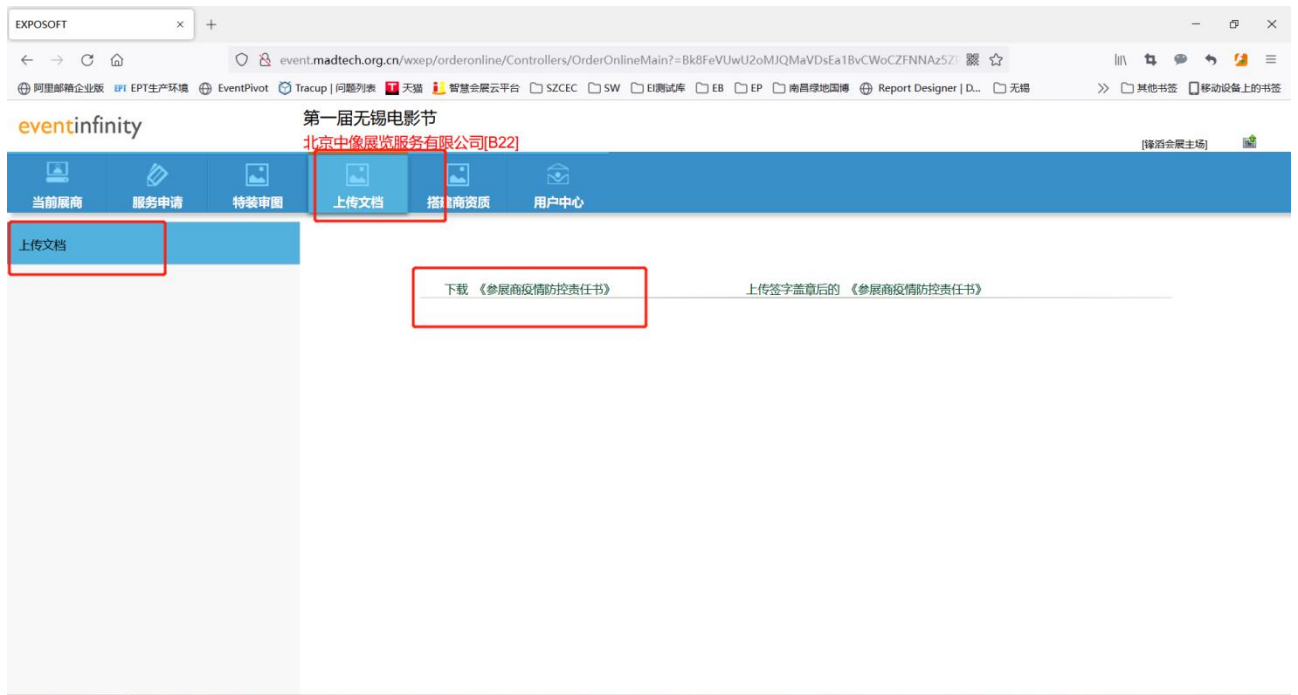 EXPOSOFT
event.madtech.org.cn/wxep/orderonline/Controllers/OrderOnlineMain?=Bk8FeVUwU2oMJQMaVDsEa1BvCWoCZFNNAz5Z
阿里邮箱企业版 EPI EPT生产环境 EventPivot Tracup | 问题列表 天猫 智慧会展云平台 SZCEC SW EI测试库 EB EP 南昌绿地国博 Report Designer | D... 无锡 其他书签 移动设备上的书签
eventinfinity
第一届无锡电影节
北京中像展览服务有限公司[B22]
[锋滔会展主场]
当前展商 服务申请 特装审图 上传文档 搭建商资质 用户中心
上传文档
下载 《参展商疫情防控责任书》 上传签字盖章后的 《参展商疫情防控责任书》